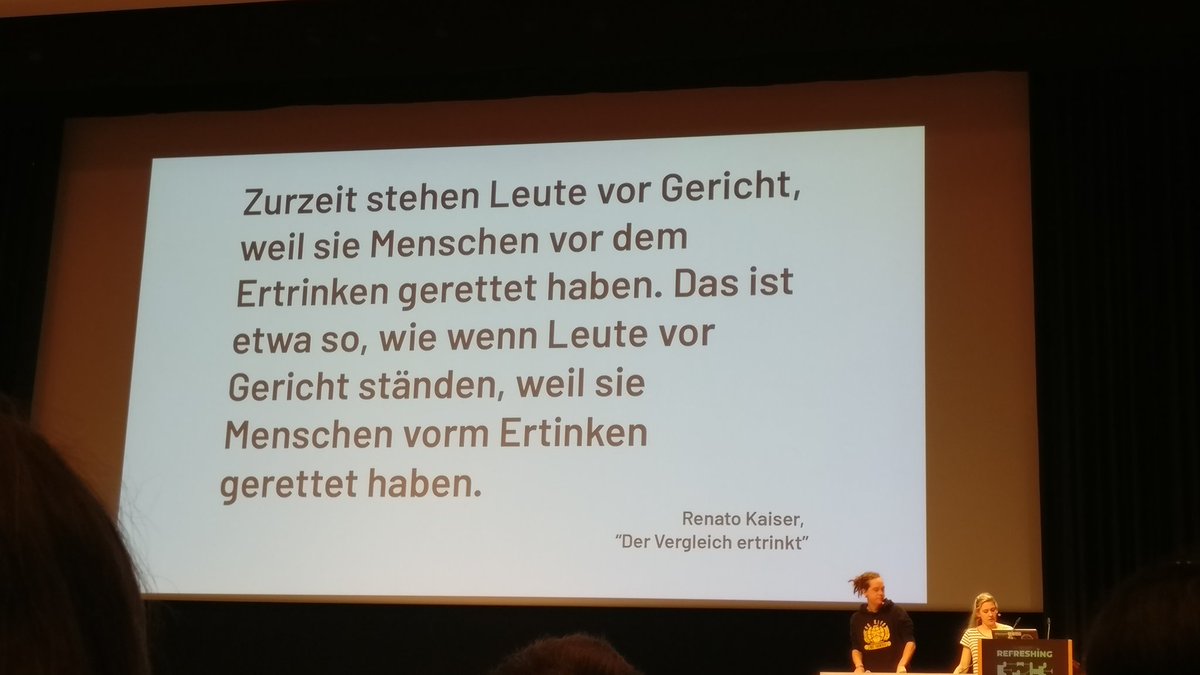 Zurzeit stehen Leute vor Gericht,
weil sie Menschen vor dem
Ertrinken gerettet haben. Das ist
etwa so, wie wenn Leute vor
Gericht ständen, weil sie
Menschen vorm Ertinken
gerettet haben.
Renato Kaiser,
"Der Vergleich ertrinkt"
REFRESHING